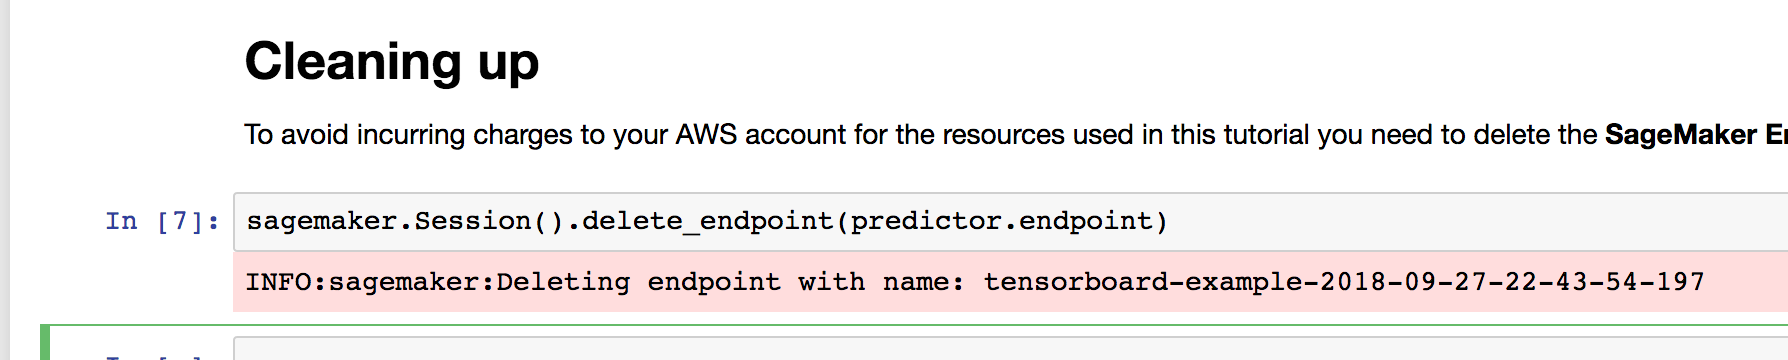 Cleaning up
To avoid incurring charges to your AWS account for the resources used in this tutorial you need to delete the SageMaker
In [7]: sagemaker.Session().delete_endpoint(predictor.endpoint)
INFO:sagemaker:Deleting endpoint with name: tensorboard-example-2018-09-27-22-43-54-197